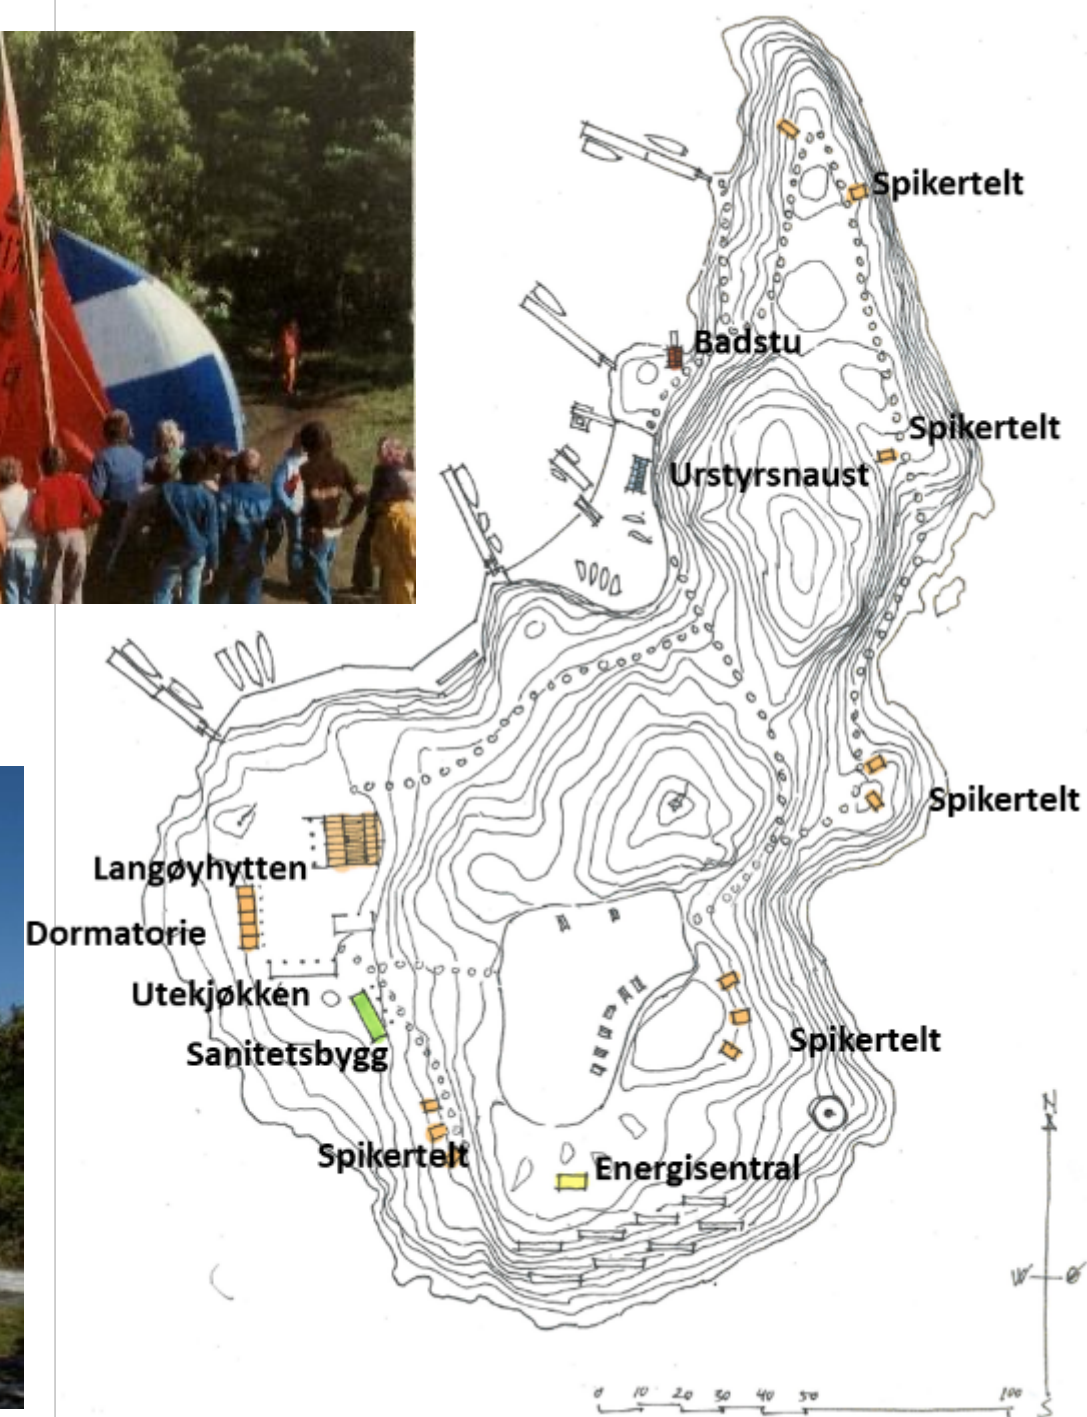 Spikertelt
Badstu
Spikertelt
Urstyrsnaust
Spikertelt
Langøyhytten
Dormatorie
Utekjøkken
Sanitetsbygg
Spikertelt
Spikertelt
Energisentral
N
W Ø
S
0 10 20 30 40 50 100